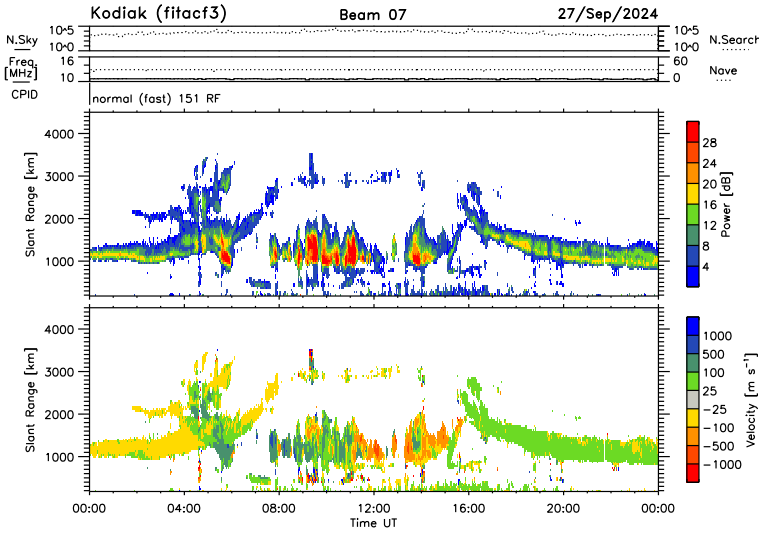 Kodiak (fitacf3) Beam 07 27/Sep/2024
N.Sky 10^5 10^0 10^5 10^0 N.Search
Freq. [MHz] 16 10 60 0 Nave
CPID normal (fast) 151 RF
Slant Range [km] 4000 3000 2000 1000
28 24 20 16 12 8 4 Power [dB]
Slant Range [km] 4000 3000 2000 1000
1000 500 100 25 −25 −100 −500 −1000 Velocity [m s⁻¹]
00:00 04:00 08:00 12:00 16:00 20:00 00:00
Time UT